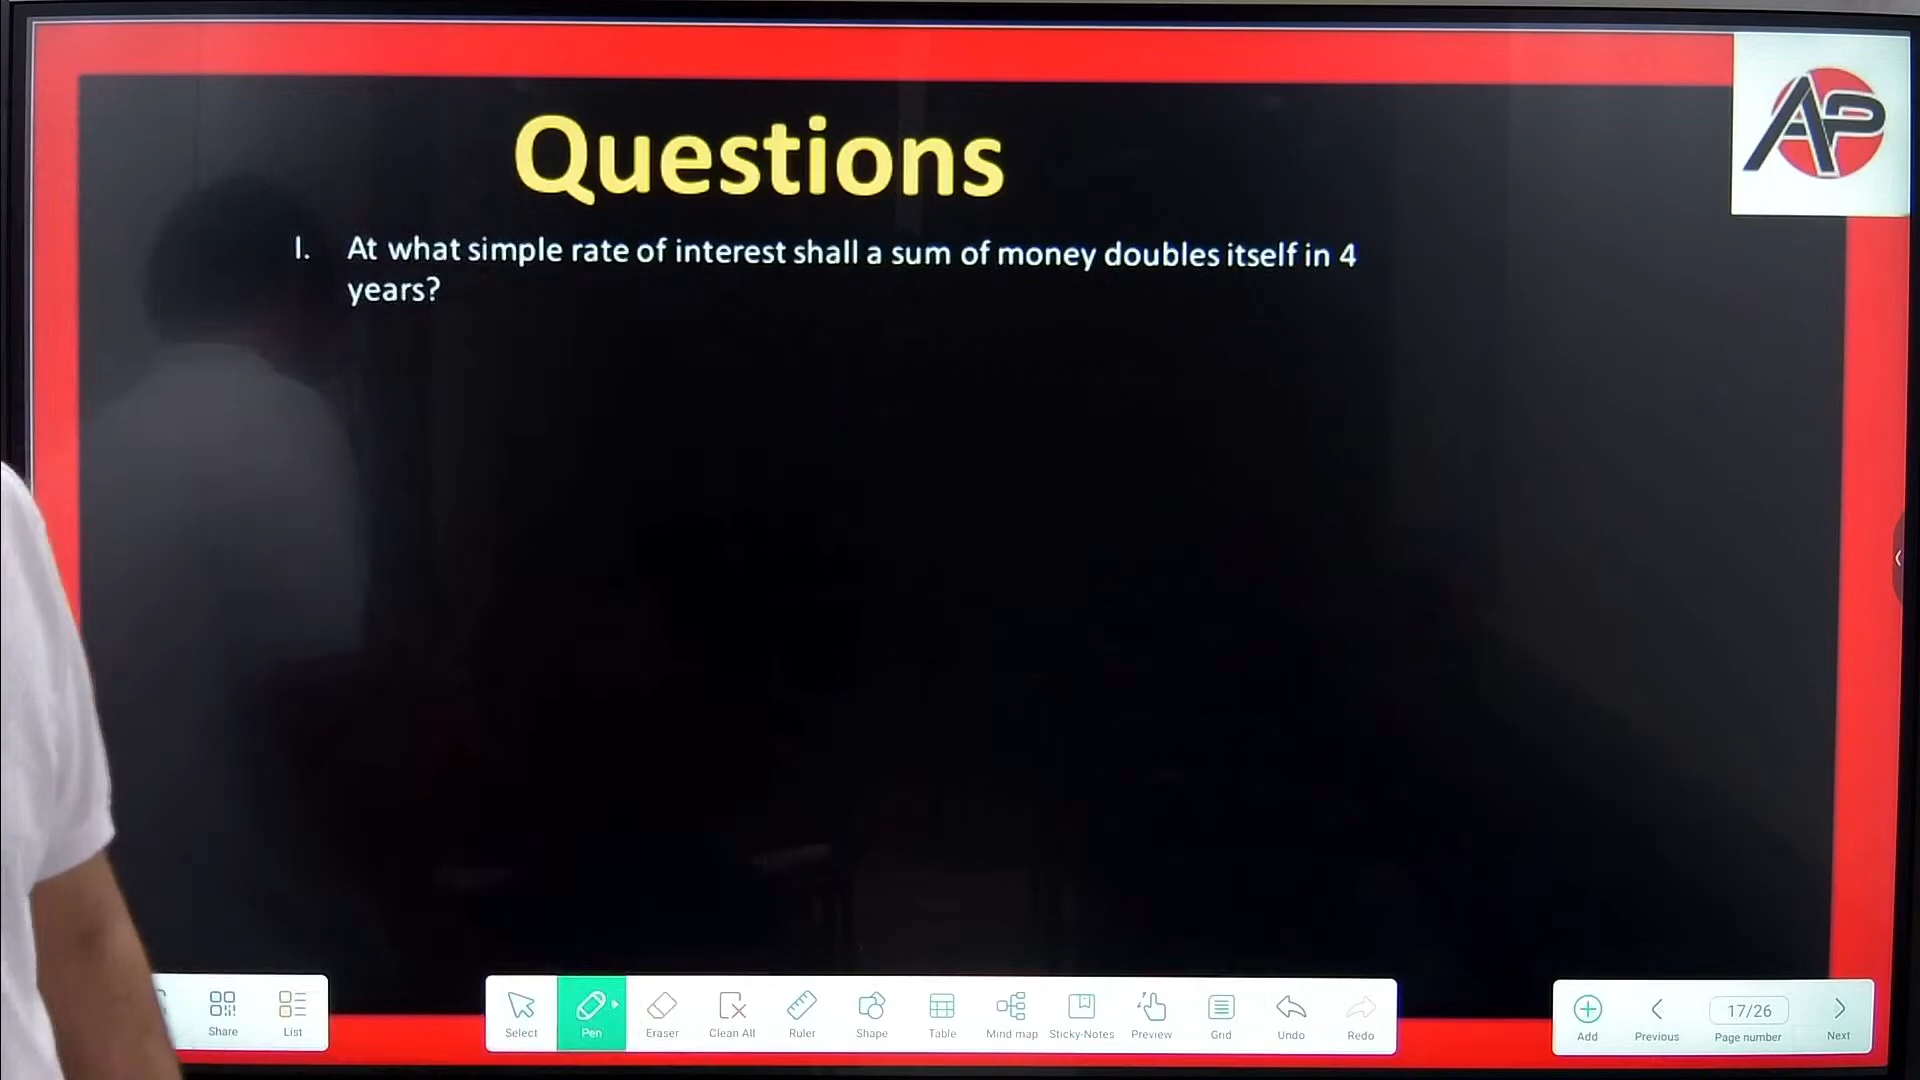 AP
Questions
I. At what simple rate of interest shall a sum of money doubles itself in 4
years?
Share
List
Select
Pen
Eraser
Clean All
Ruler
Shape
Table
Mind map
Sticky-Notes
Preview
Grid
Undo
Redo
Add
Previous
17/26
Page number
Next